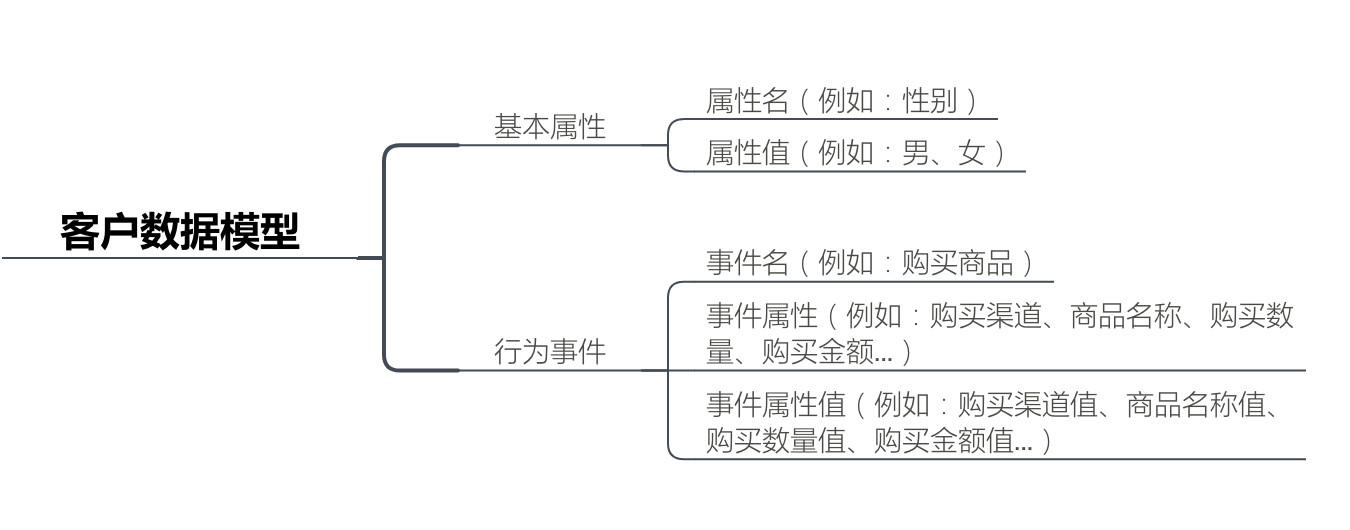 客户数据模型
基本属性
属性名（例如：性别）
属性值（例如：男、女）
行为事件
事件名（例如：购买商品）
事件属性（例如：购买渠道、商品名称、购买数
量、购买金额...）
事件属性值（例如：购买渠道值、商品名称值、
购买数量值、购买金额值...）